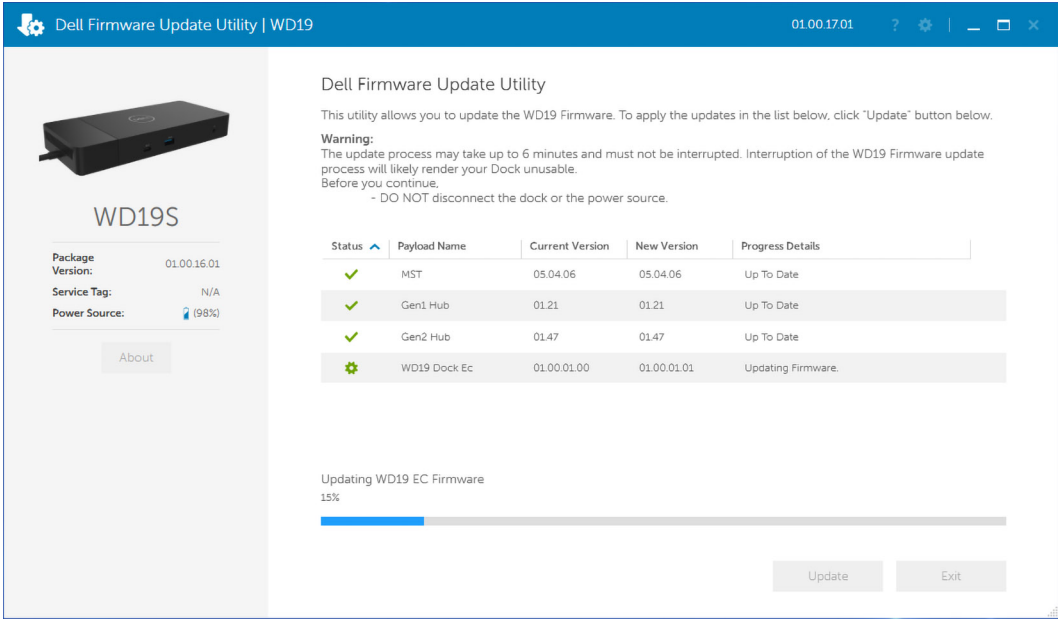 Dell Firmware Update Utility | WD19
01.00.17.01
?
Dell Firmware Update Utility
This utility allows you to update the WD19 Firmware. To apply the updates in the list below, click "Update" button below.
Warning:
The update process may take up to 6 minutes and must not be interrupted. Interruption of the WD19 Firmware update
process will likely render your Dock unusable.
Before you continue,
- DO NOT disconnect the dock or the power source.
WD19S
Package Version: 01.00.16.01
Service Tag: N/A
Power Source: (98%)
About
Status Payload Name Current Version New Version Progress Details
MST 05.04.06 05.04.06 Up To Date
Gen1 Hub 01.21 01.21 Up To Date
Gen2 Hub 01.47 01.47 Up To Date
WD19 Dock Ec 01.00.01.00 01.00.01.01 Updating Firmware.
Updating WD19 EC Firmware
15%
Update Exit